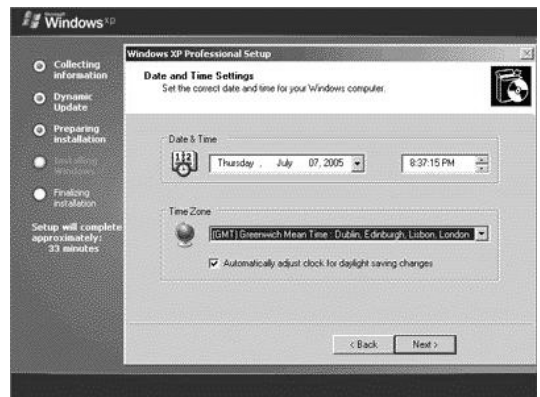 Microsoft
Windows xp
Collecting
information
Dynamic
Update
Preparing
installation
Installing
Windows
Finalizing
installation
Setup will complete
approximately:
33 minutes
Windows XP Professional Setup
Date and Time Settings
Set the correct date and time for your Windows computer.
Date & Time
Thursday , July 07, 2005
8:37:15 PM
Time Zone
(GMT) Greenwich Mean Time : Dublin, Edinburgh, Lisbon, London
Automatically adjust clock for daylight saving changes
< Back
Next >